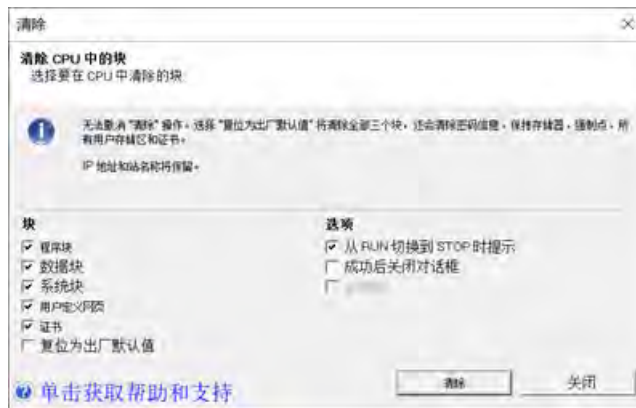 清除
清除 CPU 中的块
选择要在 CPU 中清除的块
无法撤消“清除”操作。选择“复位为出厂默认值”将清除全部三个块，还会清除密码信息、保持存储器、强制点、所
有用户存储区和证书。
IP 地址和站名称将保留。
块
程序块
数据块
系统块
用户定义网页
证书
复位为出厂默认值
选项
从 RUN 切换到 STOP 时提示
成功后关闭对话框
单击获取帮助和支持
清除
关闭